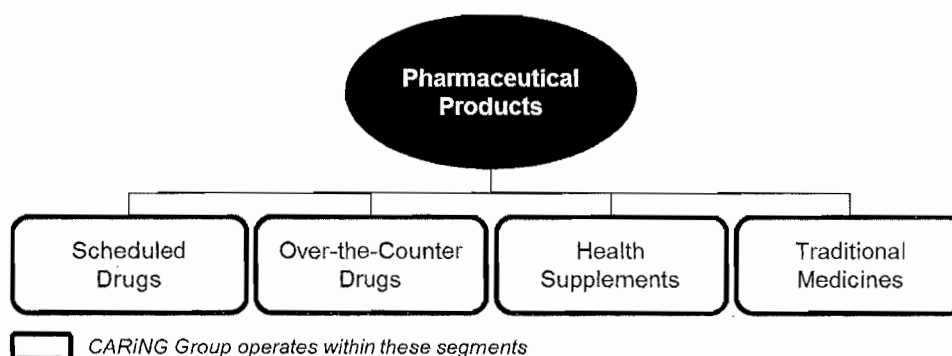 Pharmaceutical
Products
Scheduled
Drugs
Over-the-Counter
Drugs
Health
Supplements
Traditional
Medicines
CARiNG Group operates within these segments